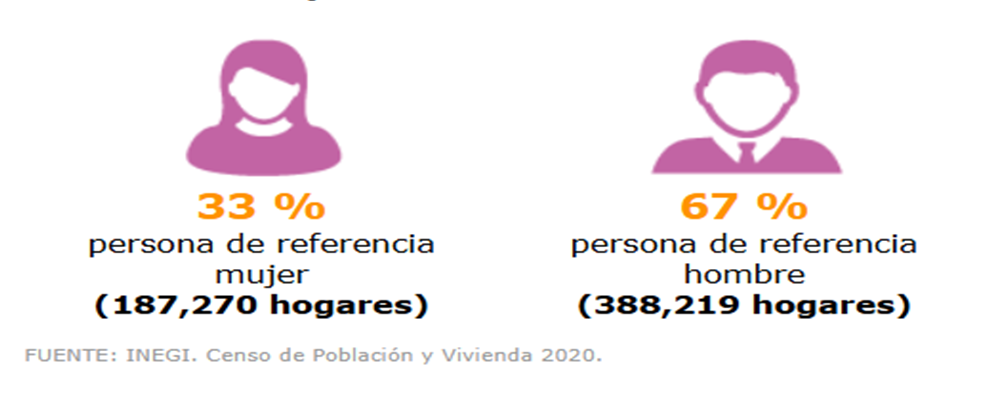 33 %
persona de referencia
mujer
(187,270 hogares)
67 %
persona de referencia
hombre
(388,219 hogares)
FUENTE: INEGI. Censo de Población y Vivienda 2020.